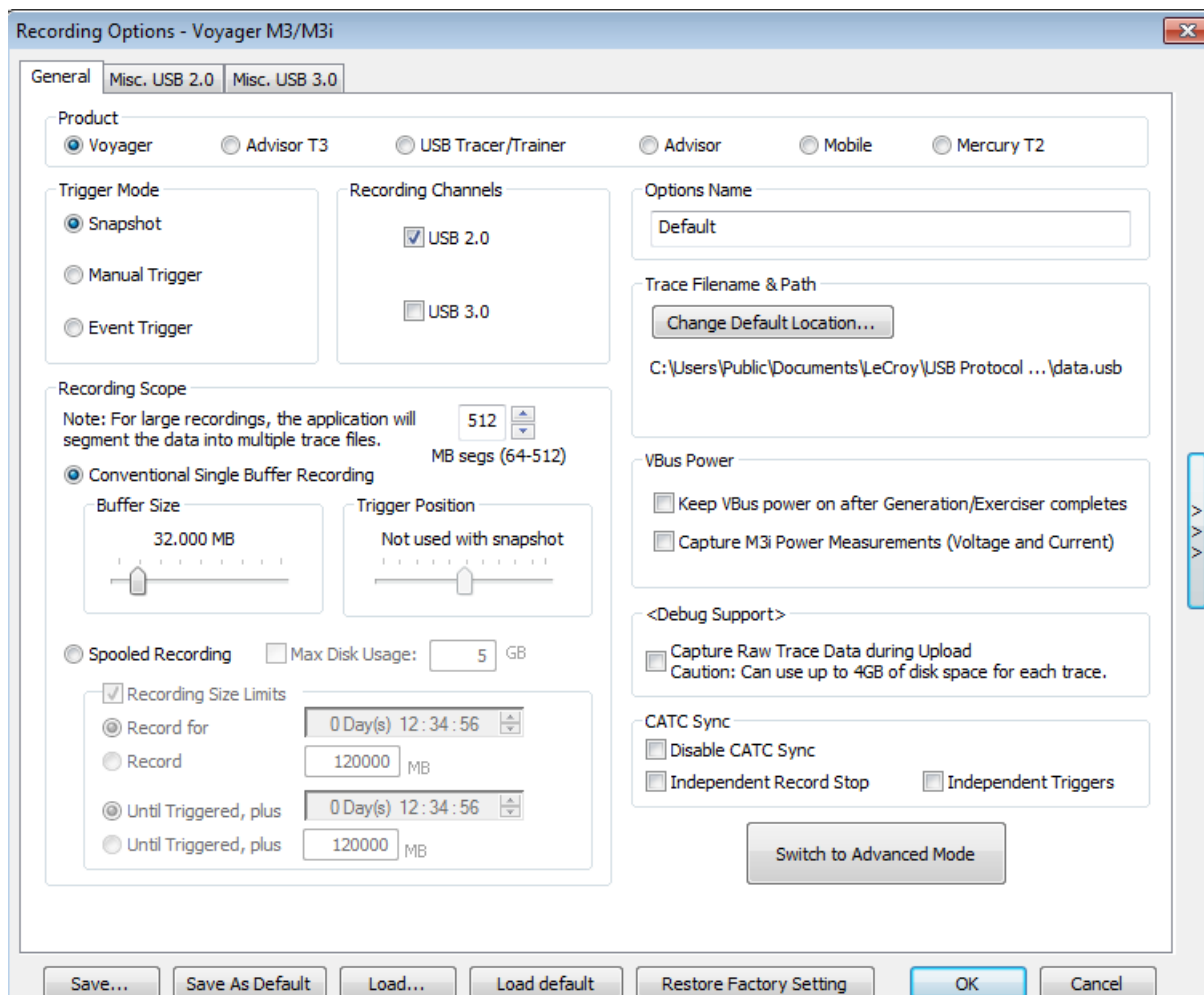 Recording Options - Voyager M3/M3i
General Misc. USB 2.0 Misc. USB 3.0
Product
Voyager Advisor T3 USB Tracer/Trainer Advisor Mobile Mercury T2
Trigger Mode
Snapshot
Manual Trigger
Event Trigger
Recording Channels
USB 2.0
USB 3.0
Options Name
Default
Trace Filename & Path
Change Default Location...
C:\Users\Public\Documents\LeCroy\USB Protocol ...\data.usb
Recording Scope
Note: For large recordings, the application will
segment the data into multiple trace files.
512
MB segs (64-512)
Conventional Single Buffer Recording
Buffer Size
32.000 MB
Trigger Position
Not used with snapshot
Spooled Recording Max Disk Usage: 5 GB
Recording Size Limits
Record for 0 Day(s) 12 : 34 : 56
Record 120000 MB
Until Triggered, plus 0 Day(s) 12 : 34 : 56
Until Triggered, plus 120000 MB
VBus Power
Keep VBus power on after Generation/Exerciser completes
Capture M3i Power Measurements (Voltage and Current)
<Debug Support>
Capture Raw Trace Data during Upload
Caution: Can use up to 4GB of disk space for each trace.
CATC Sync
Disable CATC Sync
Independent Record Stop Independent Triggers
Switch to Advanced Mode
>
>
>
Save... Save As Default Load... Load default Restore Factory Setting OK Cancel